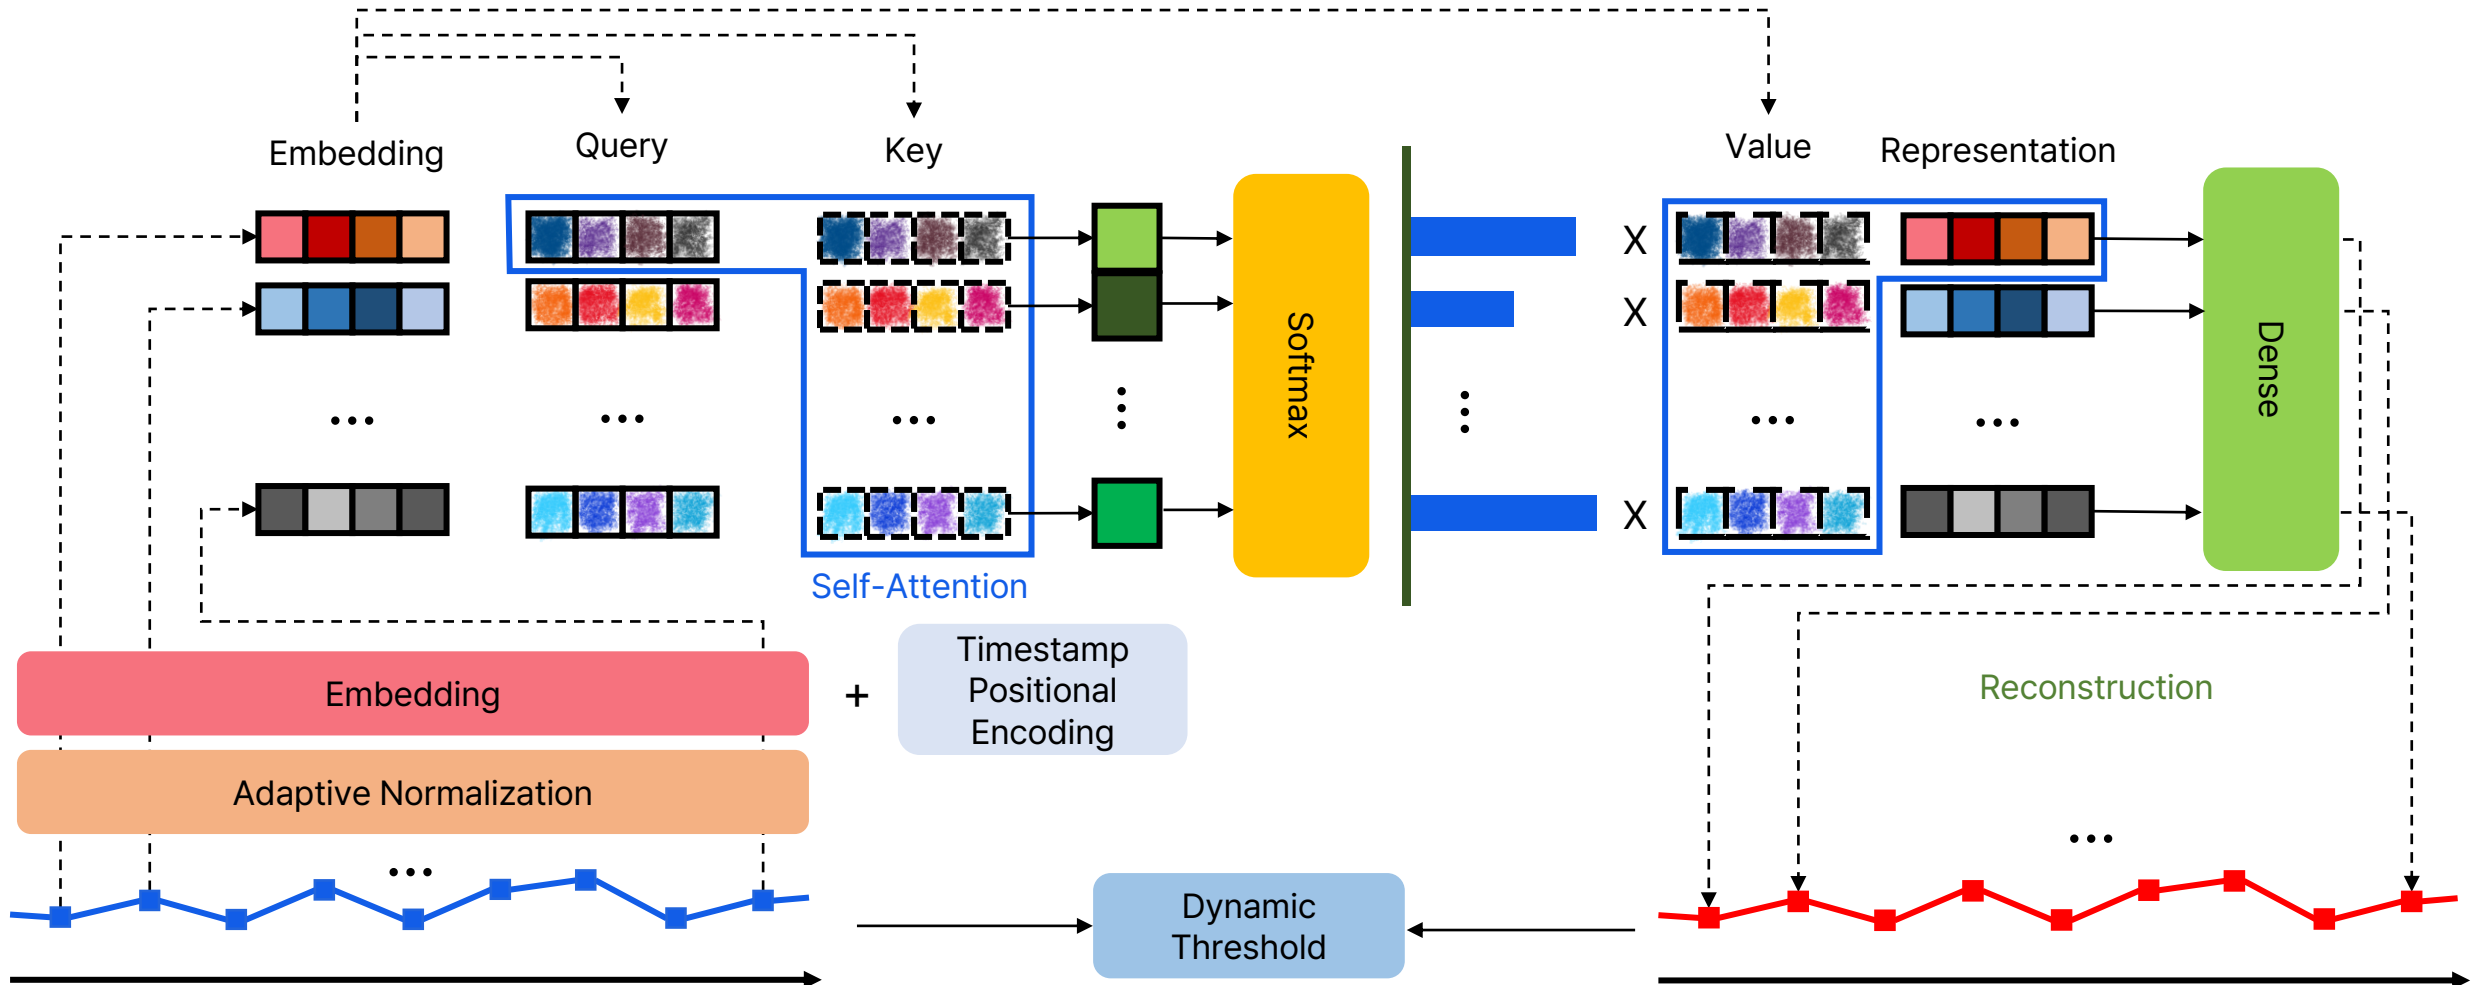 Embedding
Query
Key
Value
Representation
Softmax
X
X
X
Dense
Self-Attention
Embedding
+
Timestamp
Positional
Encoding
Reconstruction
Adaptive Normalization
Dynamic
Threshold